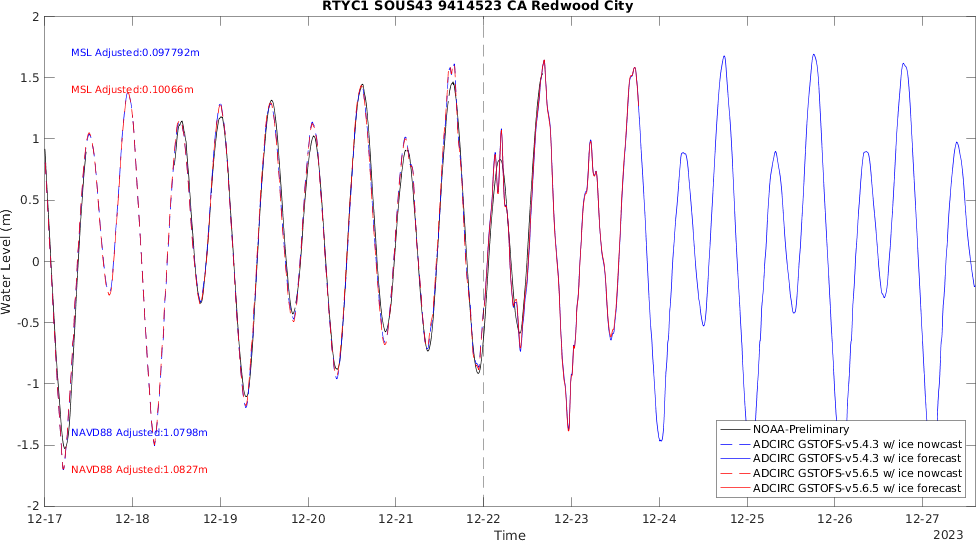 RTYC1 SOUS43 9414523 CA Redwood City
2
1.5
1
0.5
0
-0.5
-1
-1.5
-2
Water Level (m)
MSL Adjusted:0.097792m
MSL Adjusted:0.10066m
NAVD88 Adjusted:1.0798m
NAVD88 Adjusted:1.0827m
NOAA-Preliminary
ADCIRC GSTOFS-v5.4.3 w/ ice nowcast
ADCIRC GSTOFS-v5.4.3 w/ ice forecast
ADCIRC GSTOFS-v5.6.5 w/ ice nowcast
ADCIRC GSTOFS-v5.6.5 w/ ice forecast
12-17 12-18 12-19 12-20 12-21 12-22 12-23 12-24 12-25 12-26 12-27
Time
2023